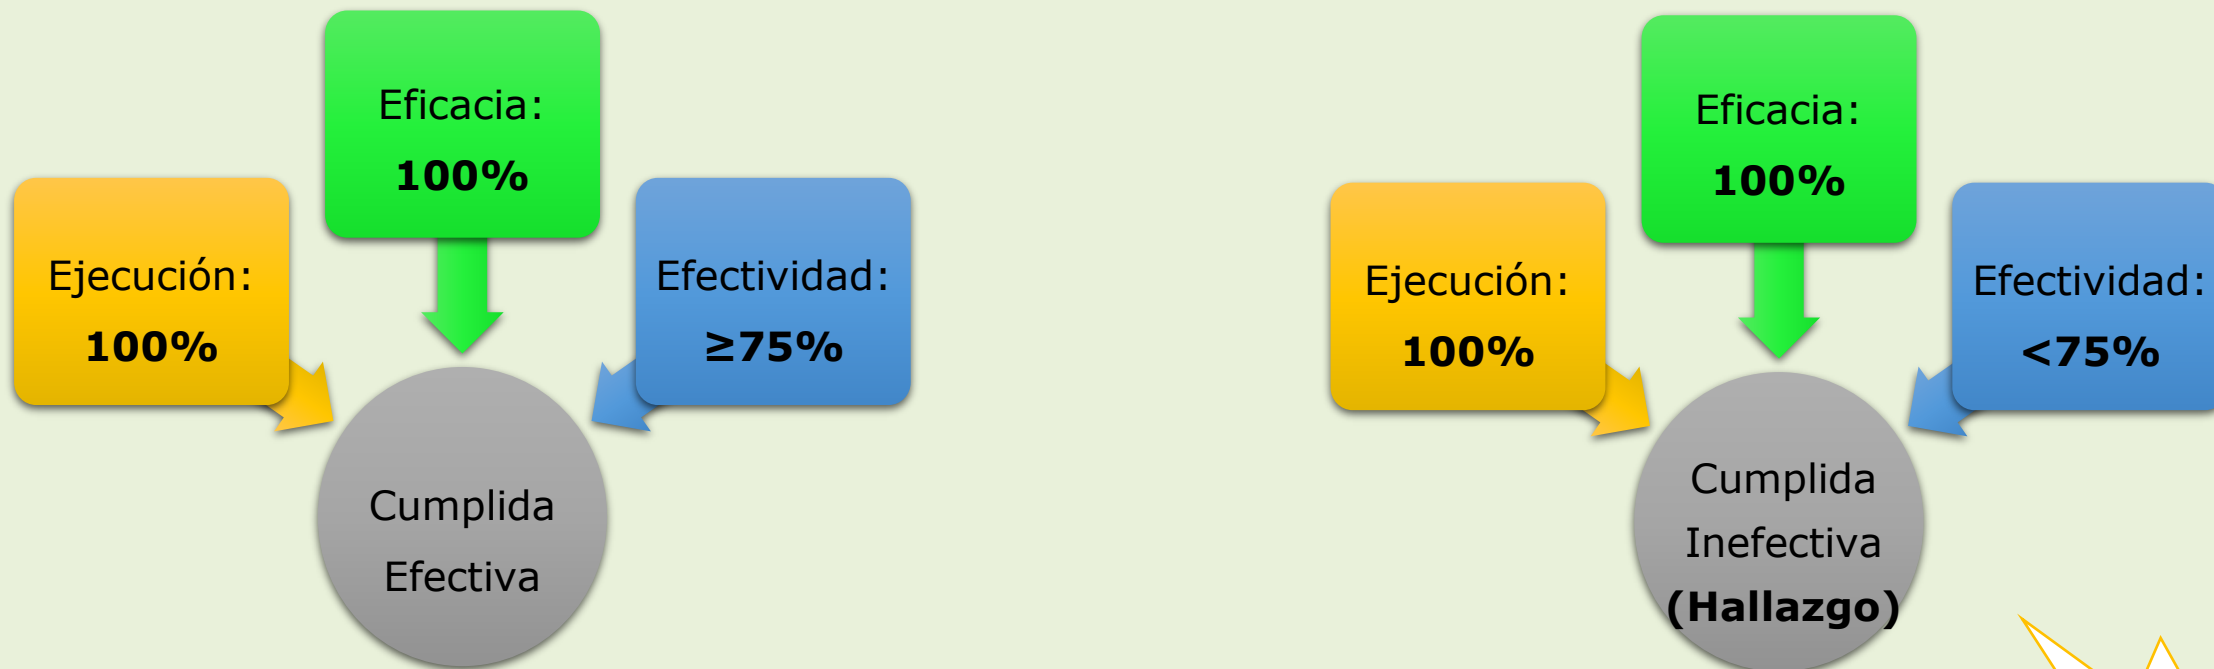 Eficacia:
100%
Ejecución:
100%
Efectividad:
≥75%
Cumplida
Efectiva
Eficacia:
100%
Ejecución:
100%
Efectividad:
<75%
Cumplida
Inefectiva
(Hallazgo)